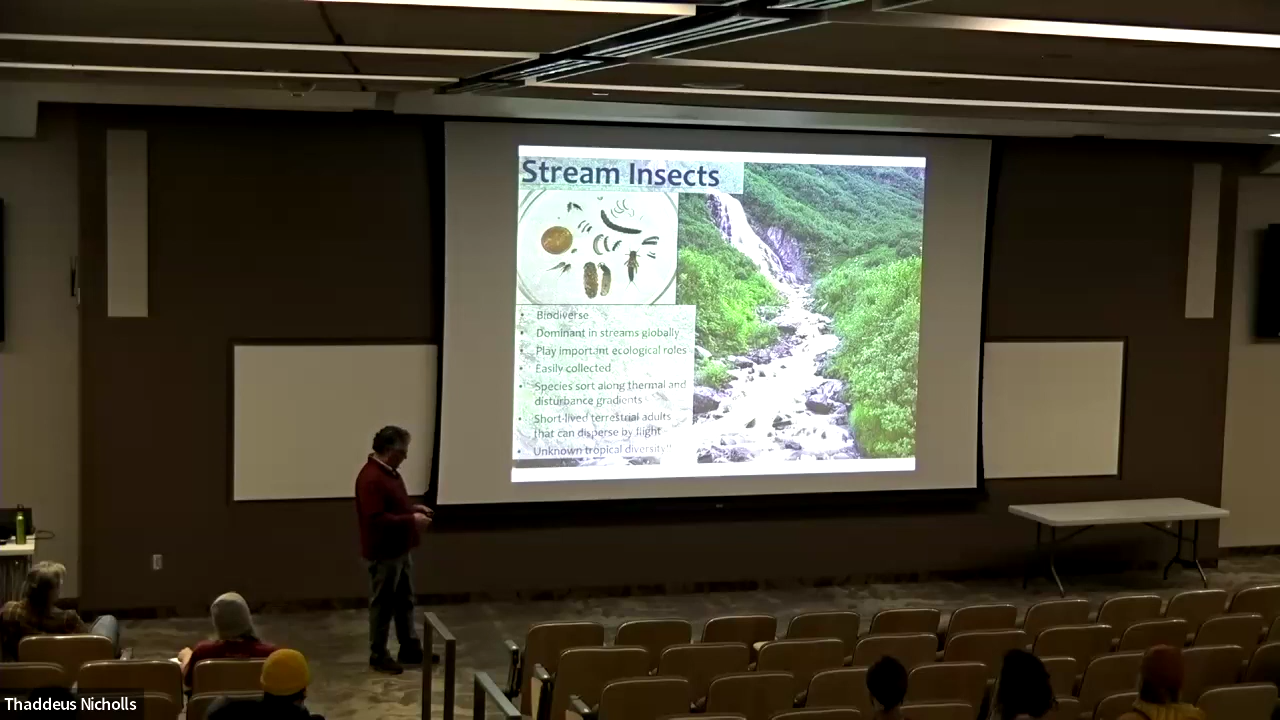 Stream Insects
• Biodiverse
• Dominant in streams globally
• Play important ecological roles
• Easily collected
• Species sort along thermal and
disturbance gradients
• Short-lived terrestrial adults
that can disperse by flight
• Unknown tropical diversity
Thaddeus Nicholls